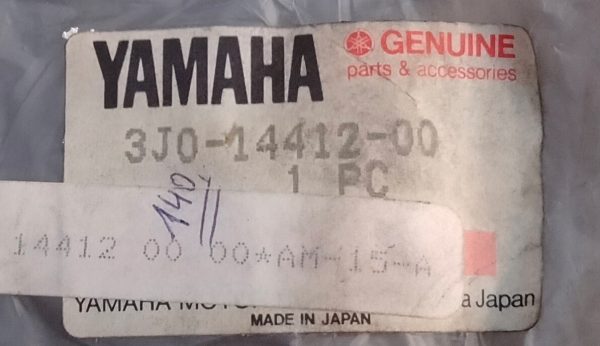 YAMAHA
GENUINE
parts & accessories
3J0-14412-00
1 PC
140
14412 00 00*AM-15-A
YAMAHA a Japan
MADE IN JAPAN